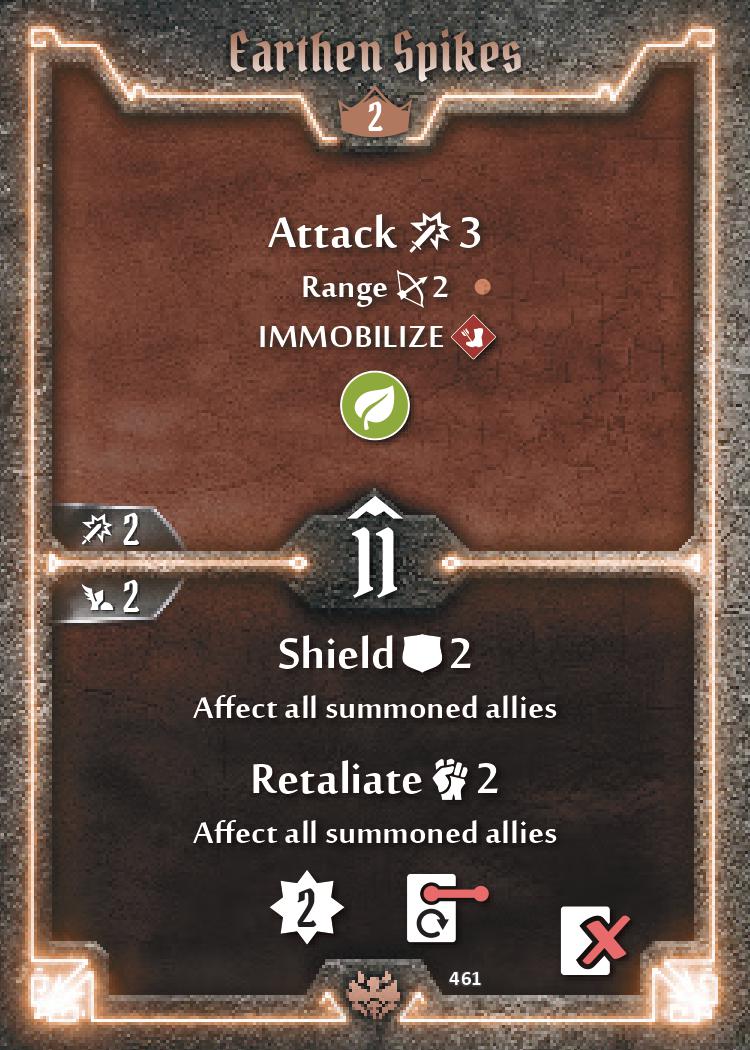 Earthen Spikes
2
Attack 3
Range 2
IMMOBILIZE
2
11
2
Shield 2
Affect all summoned allies
Retaliate 2
Affect all summoned allies
2
461